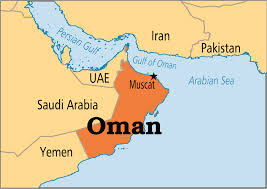 Iran
Pakistan
Persian Gulf
Gulf of Oman
UAE
Muscat
Arabian Sea
Saudi Arabia
Oman
Yemen